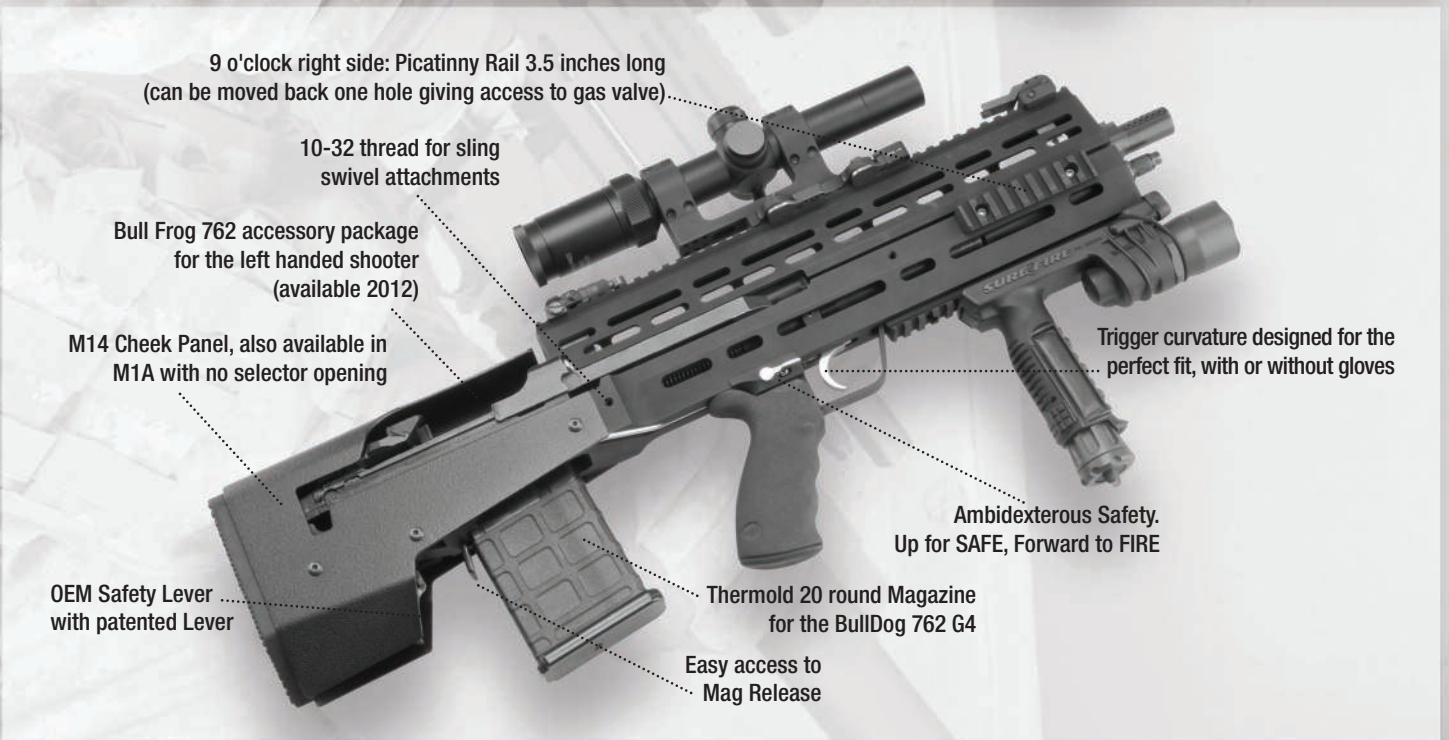 9 o'clock right side: Picatinny Rail 3.5 inches long
(can be moved back one hole giving access to gas valve)
10-32 thread for sling
swivel attachments
Bull Frog 762 accessory package
for the left handed shooter
(available 2012)
M14 Cheek Panel, also available in
M1A with no selector opening
OEM Safety Lever
with patented Lever
SUREFIRE
Trigger curvature designed for the
perfect fit, with or without gloves
Ambidexterous Safety.
Up for SAFE, Forward to FIRE
Thermold 20 round Magazine
for the BullDog 762 G4
Easy access to
Mag Release